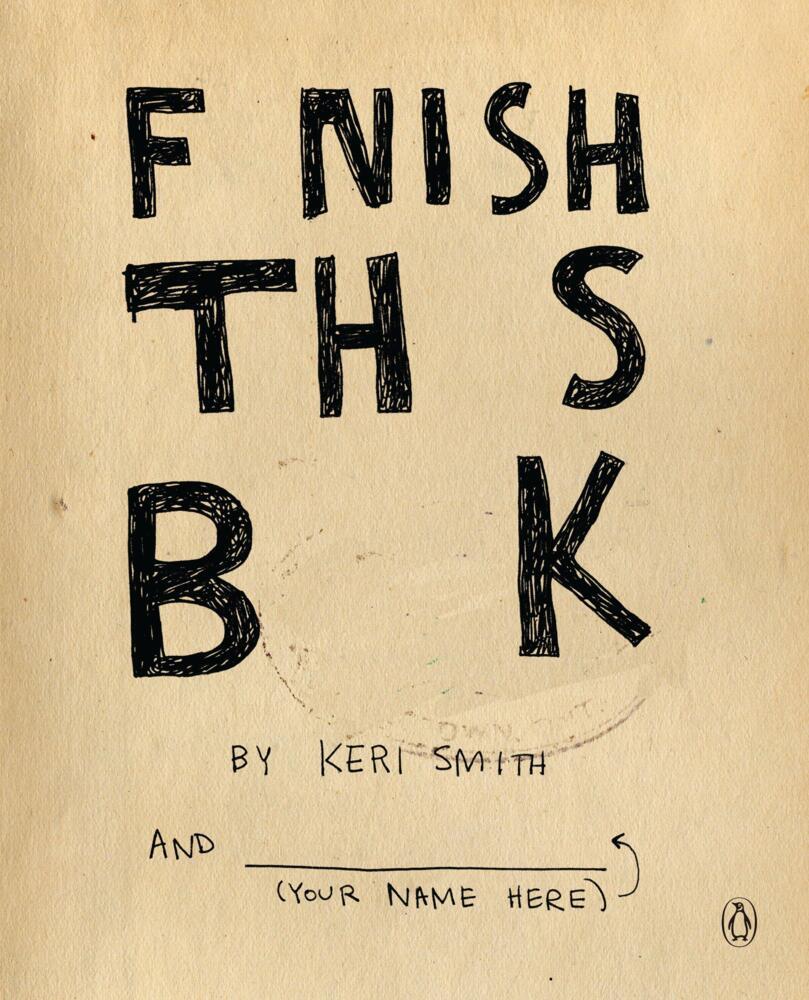 F NISH
TH S
B K
BY KERI SMITH
AND
(YOUR NAME HERE)